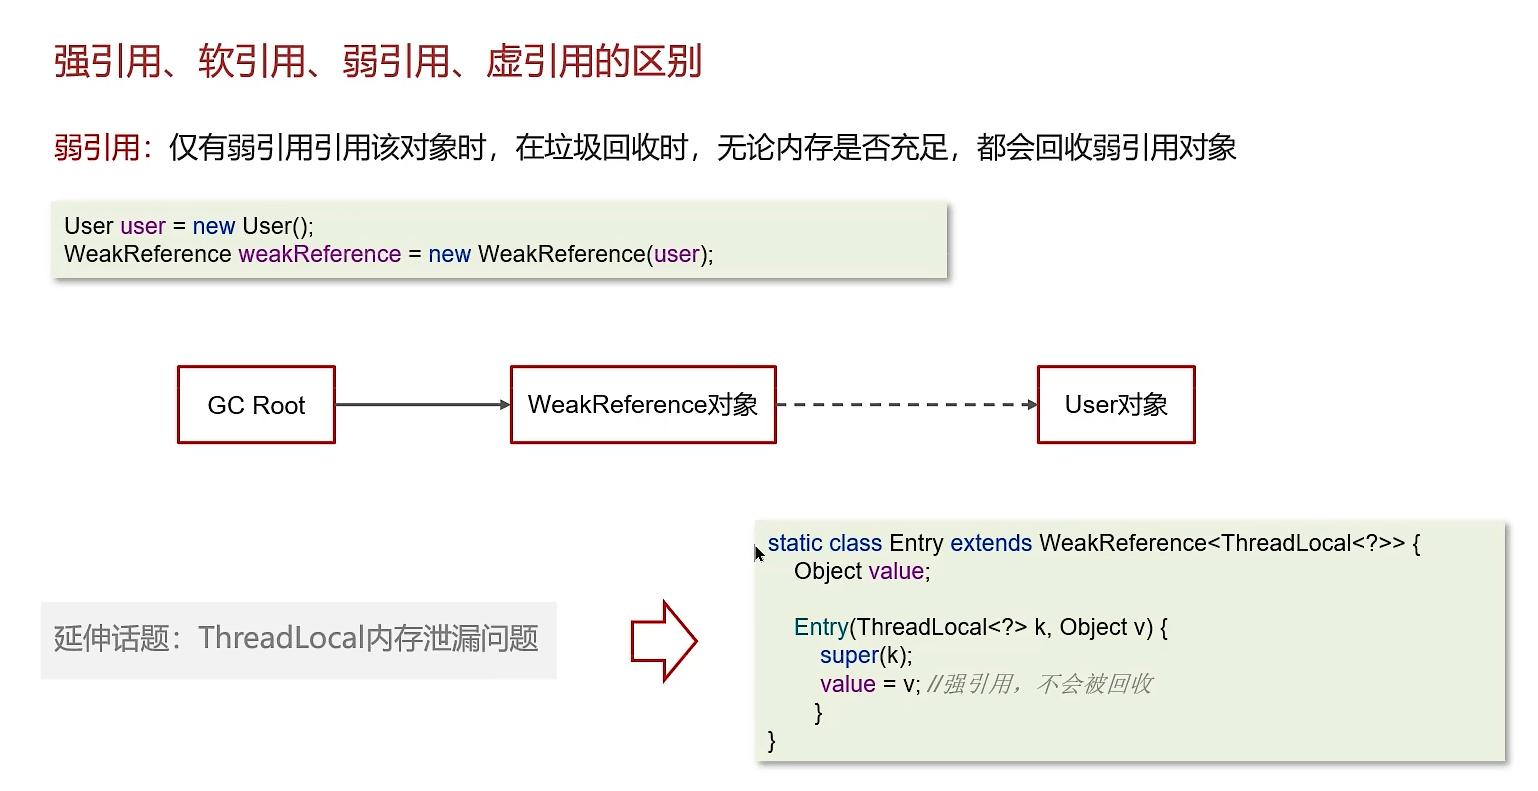 强引用、软引用、弱引用、虚引用的区别
弱引用：仅有弱引用引用该对象时，在垃圾回收时，无论内存是否充足，都会回收弱引用对象
User user = new User();
WeakReference weakReference = new WeakReference(user);
GC Root
WeakReference对象
User对象
延伸话题：ThreadLocal内存泄漏问题
static class Entry extends WeakReference<ThreadLocal<?>> {
Object value;
Entry(ThreadLocal<?> k, Object v) {
super(k);
value = v; //强引用，不会被回收
}
}